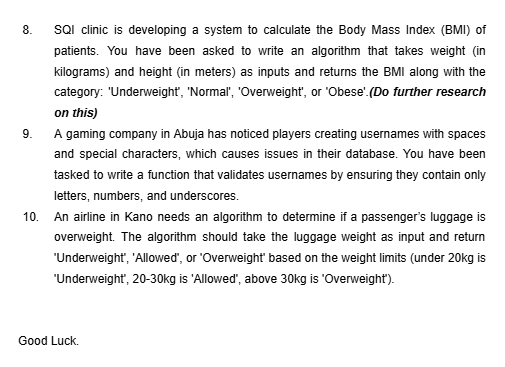 8. SQI clinic is developing a system to calculate the Body Mass Index (BMI) of
patients. You have been asked to write an algorithm that takes weight (in
kilograms) and height (in meters) as inputs and returns the BMI along with the
category: 'Underweight', 'Normal', 'Overweight', or 'Obese'.(Do further research
on this)
9. A gaming company in Abuja has noticed players creating usernames with spaces
and special characters, which causes issues in their database. You have been
tasked to write a function that validates usernames by ensuring they contain only
letters, numbers, and underscores.
10. An airline in Kano needs an algorithm to determine if a passenger's luggage is
overweight. The algorithm should take the luggage weight as input and return
'Underweight', 'Allowed', or 'Overweight' based on the weight limits (under 20kg is
'Underweight', 20-30kg is 'Allowed', above 30kg is 'Overweight').
Good Luck.